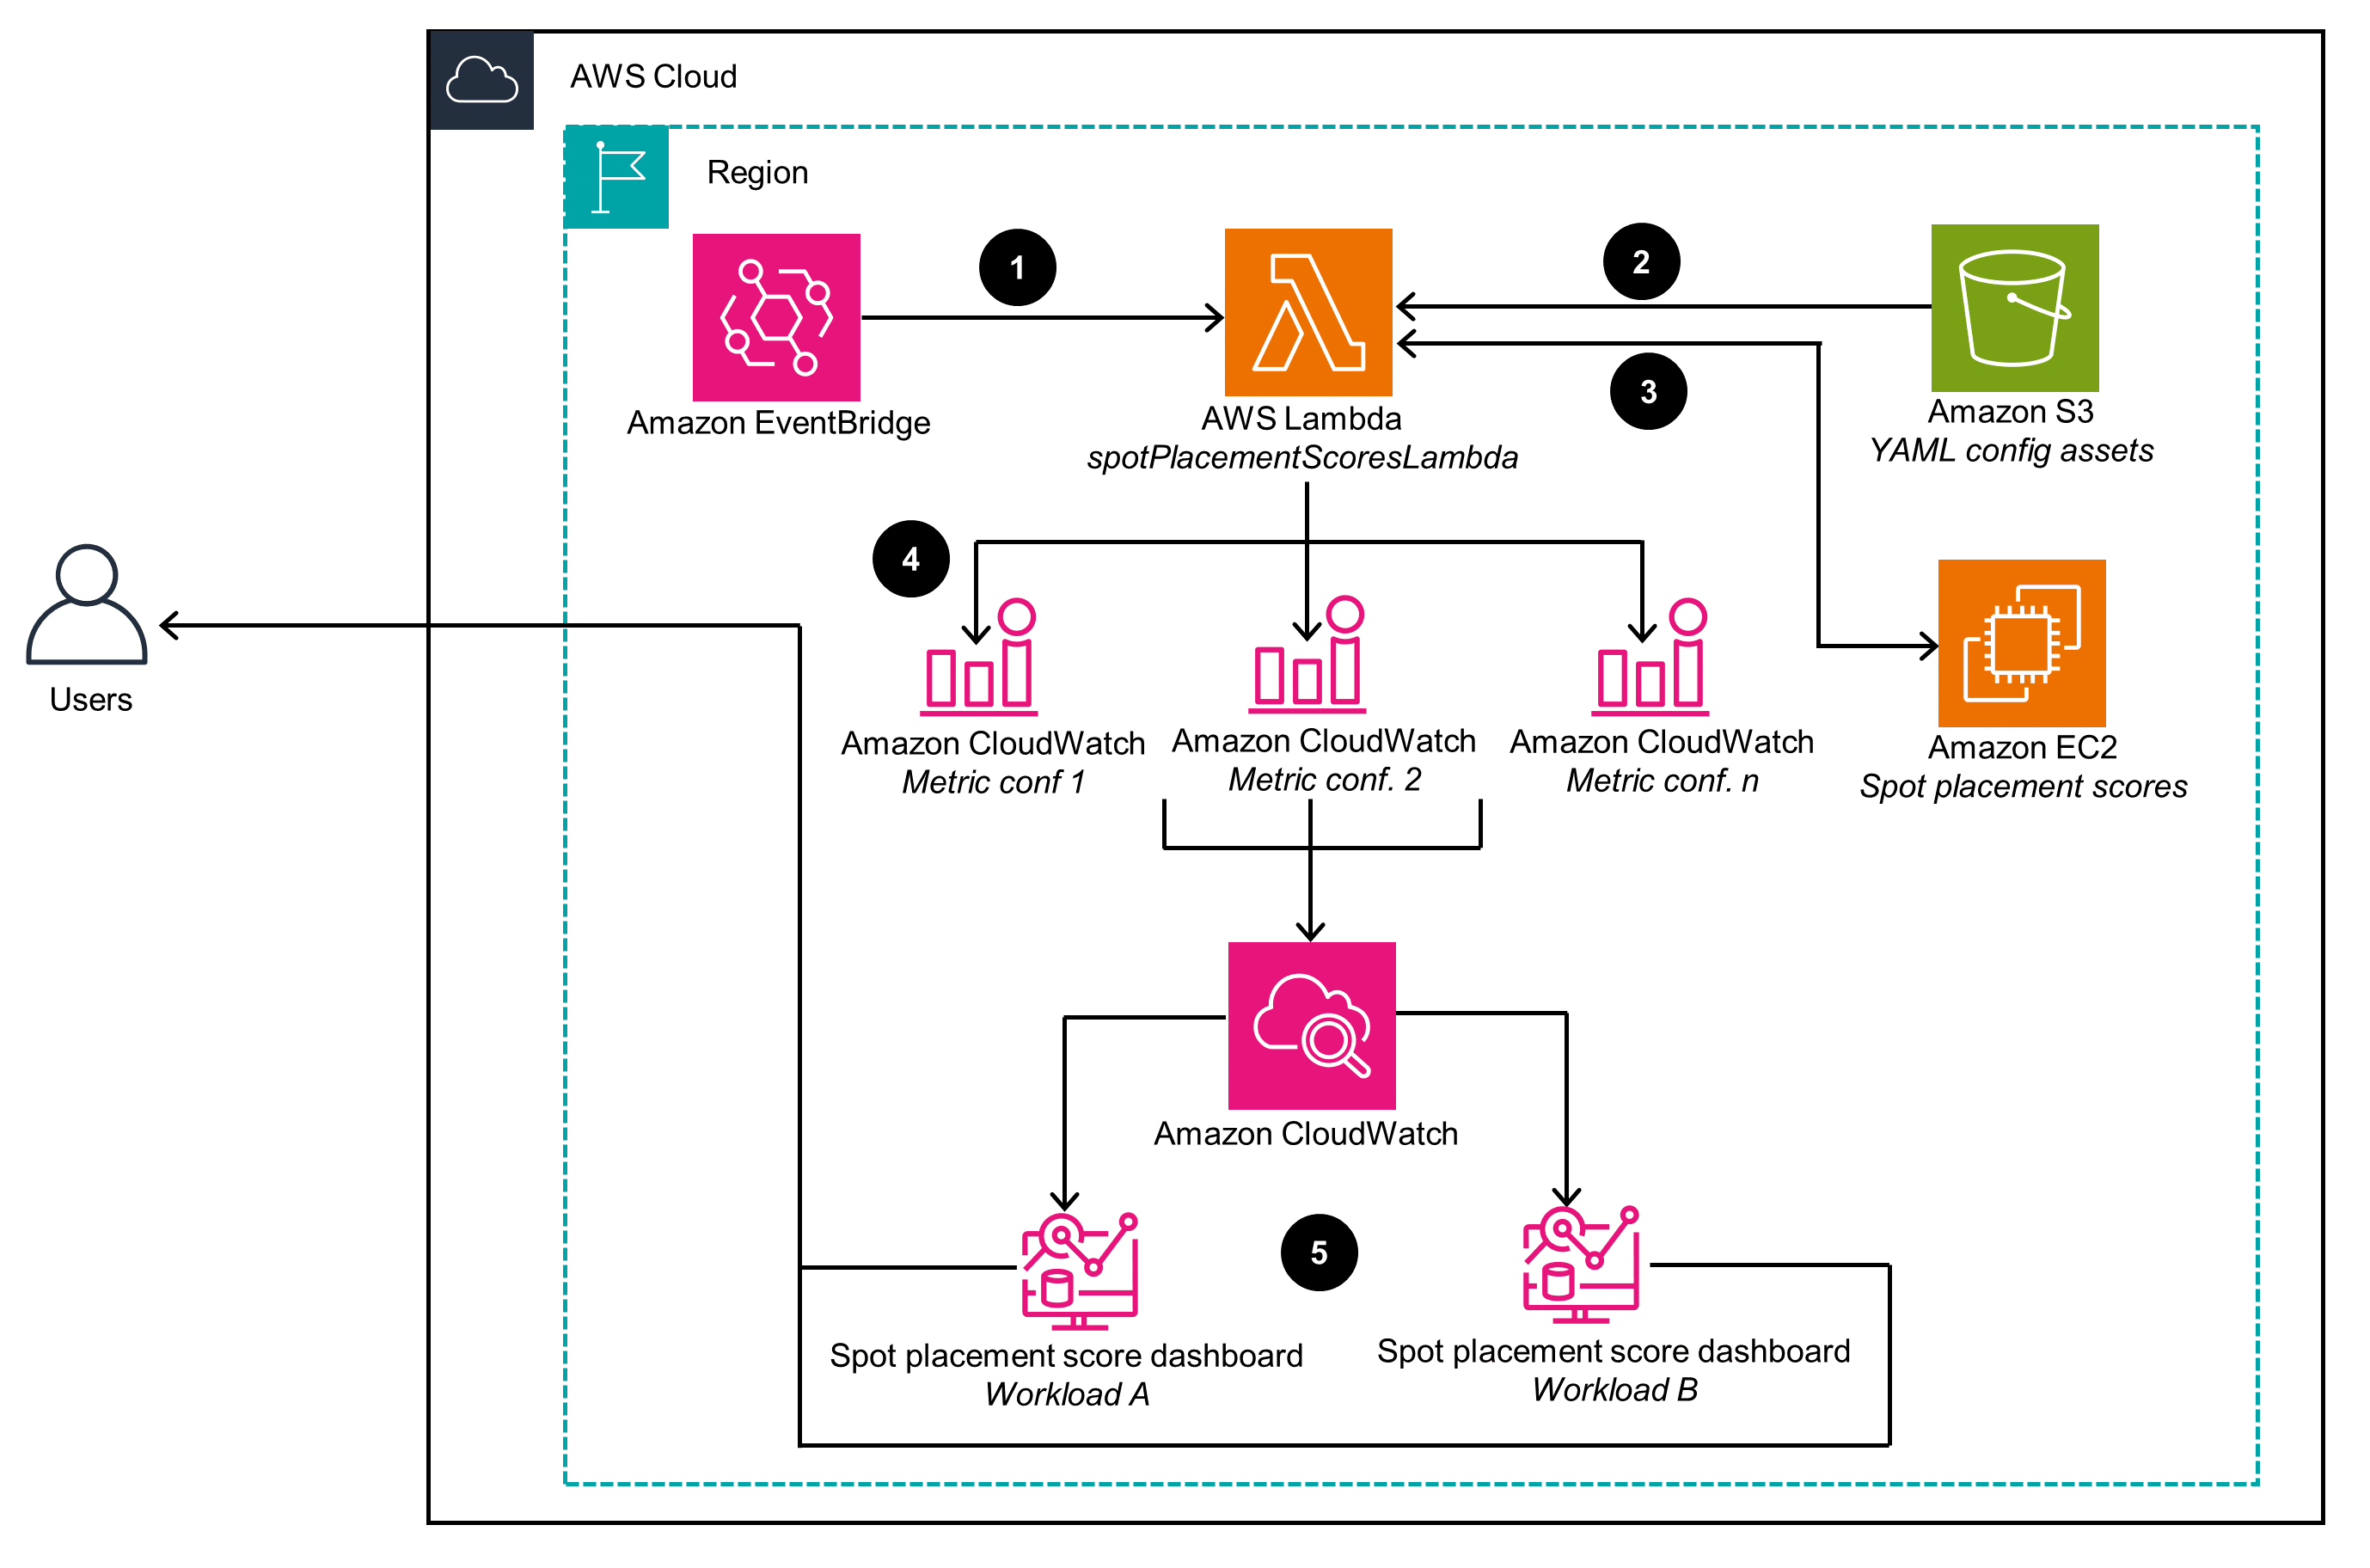 AWS Cloud
Region
1
2
3
Amazon EventBridge
AWS Lambda
spotPlacementScoresLambda
Amazon S3
YAML config assets
4
Users
Amazon CloudWatch
Metric conf 1
Amazon CloudWatch
Metric conf. 2
Amazon CloudWatch
Metric conf. n
Amazon EC2
Spot placement scores
Amazon CloudWatch
5
Spot placement score dashboard
Workload A
Spot placement score dashboard
Workload B